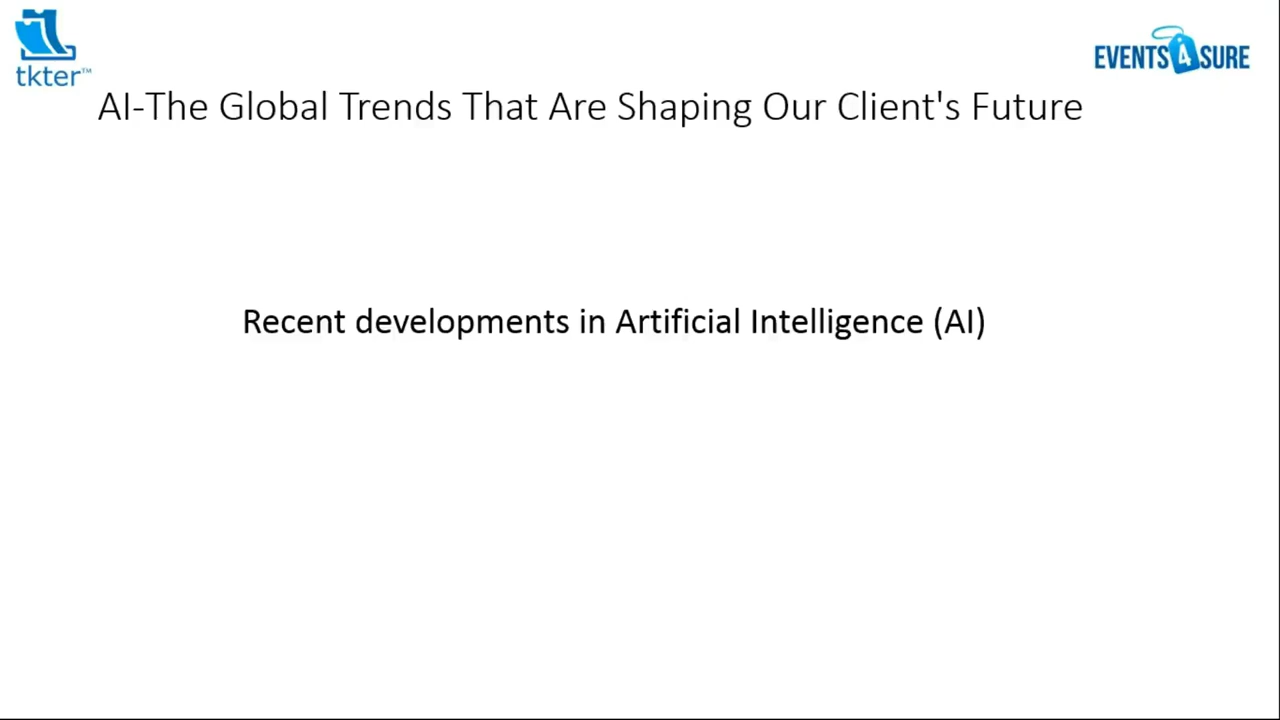 tkter™
EVENTS4SURE
AI-The Global Trends That Are Shaping Our Client's Future
Recent developments in Artificial Intelligence (AI)